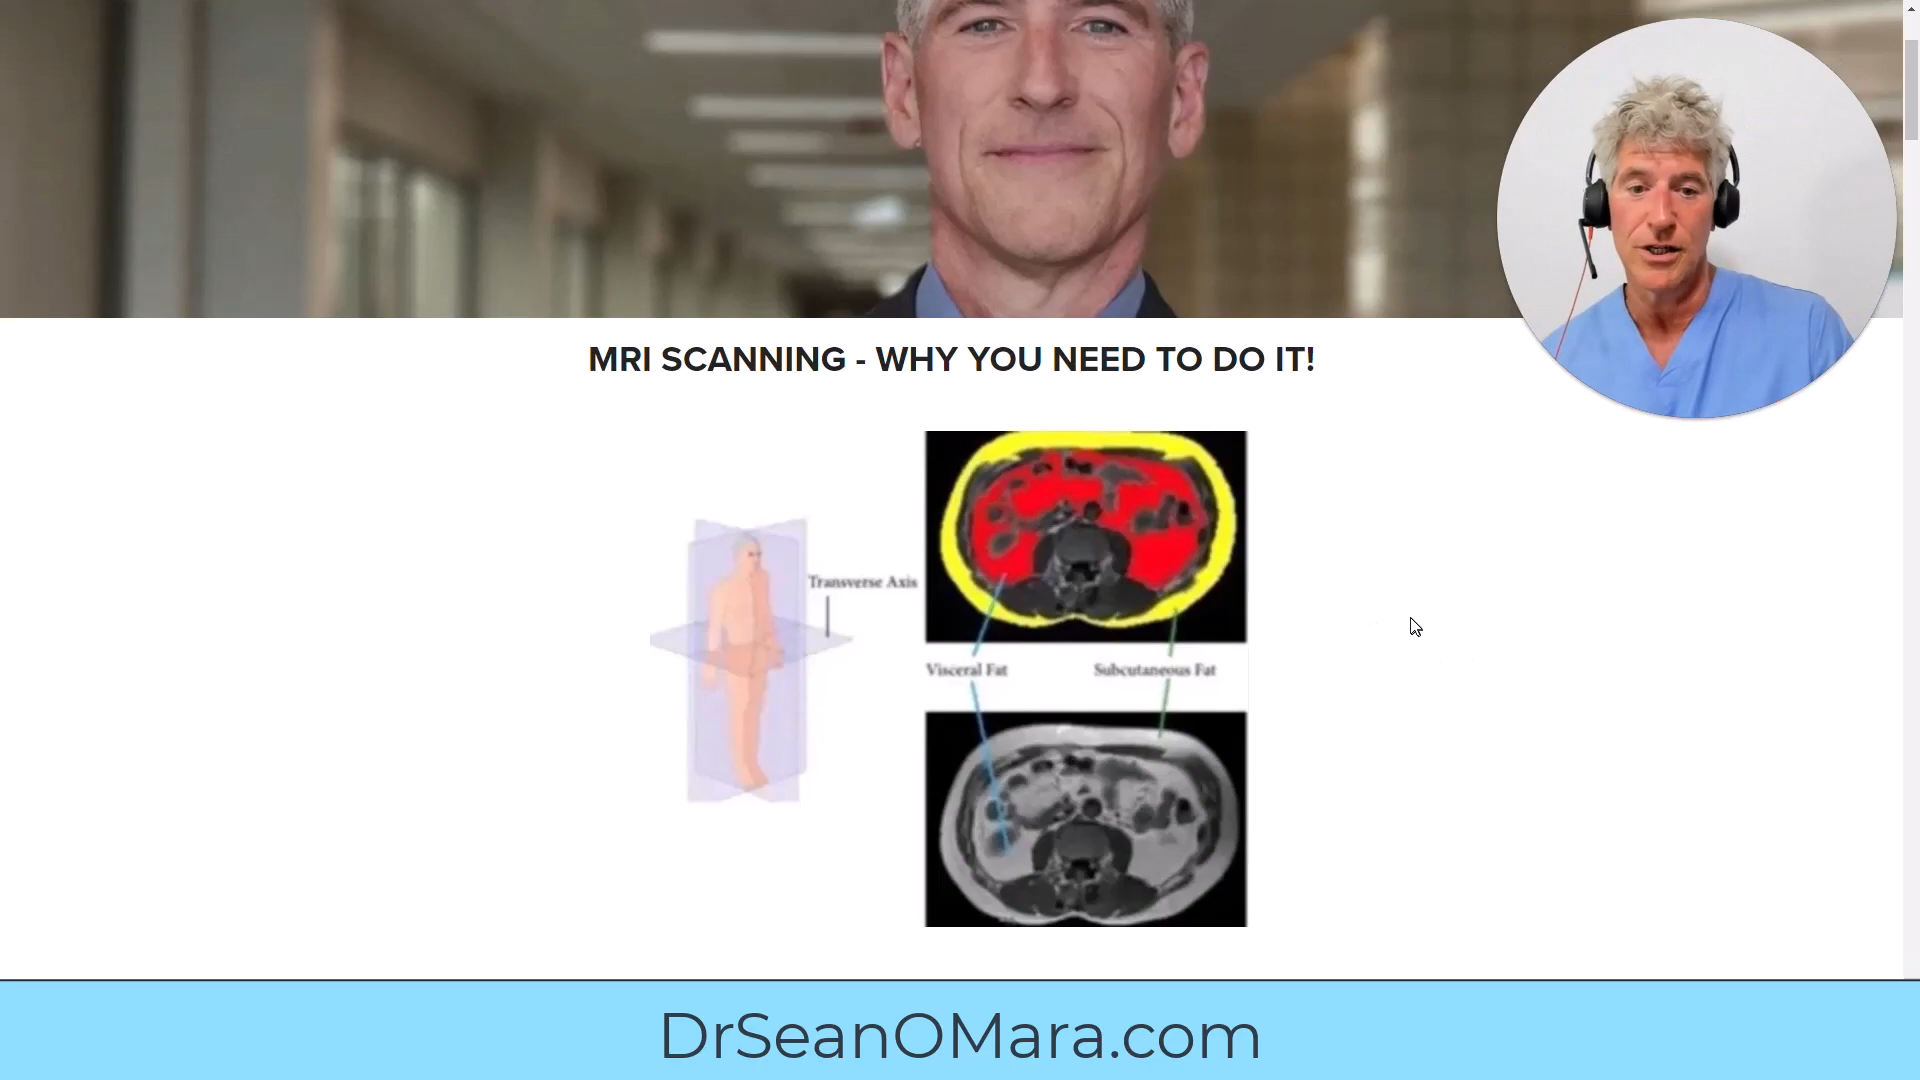 MRI SCANNING - WHY YOU NEED TO DO IT!
Transverse Axis
Visceral Fat
Subcutaneous Fat
DrSeanOMara.com